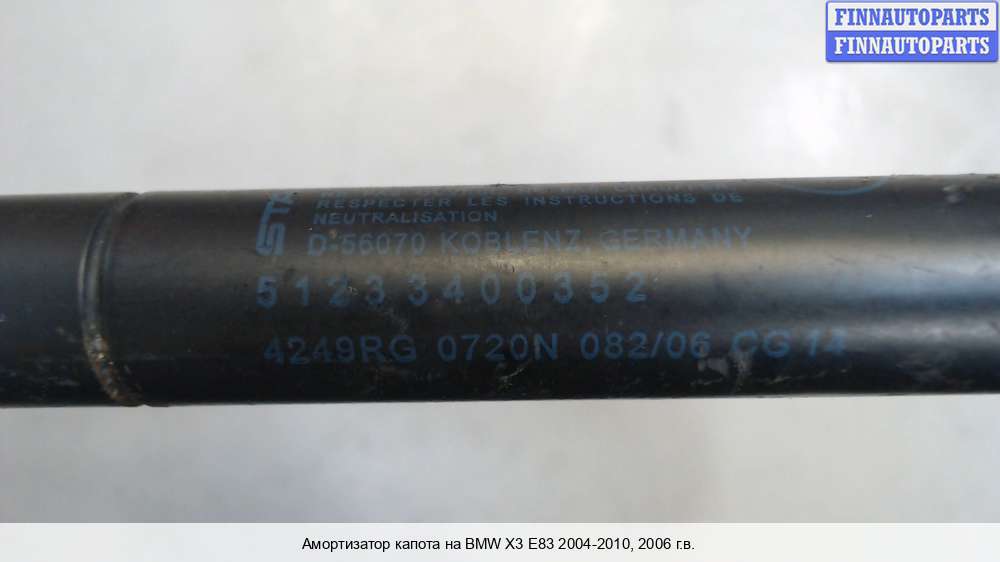 FINNAUTOPARTS
FINNAUTOPARTS
RESPECTER LES INSTRUCTIONS DE
NEUTRALISATION
D-56070 KOBLENZ, GERMANY
51233400352
4249RG 0720N 082/06 CG 14
Амортизатор капота на BMW X3 E83 2004-2010, 2006 г.в.